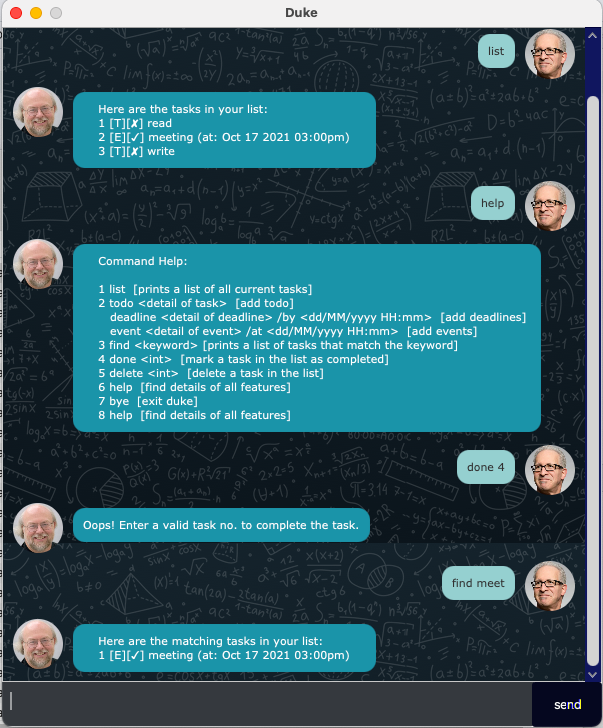 Duke
list
Here are the tasks in your list:
1 [T][✘] read
2 [E][✓] meeting (at: Oct 17 2021 03:00pm)
3 [T][✘] write
help
Command Help:
1 list  [prints a list of all current tasks]
2 todo <detail of task>  [add todo]
deadline <detail of deadline> /by <dd/MM/yyyy HH:mm>  [add deadlines]
event <detail of event> /at <dd/MM/yyyy HH:mm>  [add events]
3 find <keyword> [prints a list of tasks that match the keyword]
4 done <int>  [mark a task in the list as completed]
5 delete <int>  [delete a task in the list]
6 help  [find details of all features]
7 bye  [exit duke]
8 help  [find details of all features]
done 4
Oops! Enter a valid task no. to complete the task.
find meet
Here are the matching tasks in your list:
1 [E][✓] meeting (at: Oct 17 2021 03:00pm)
send